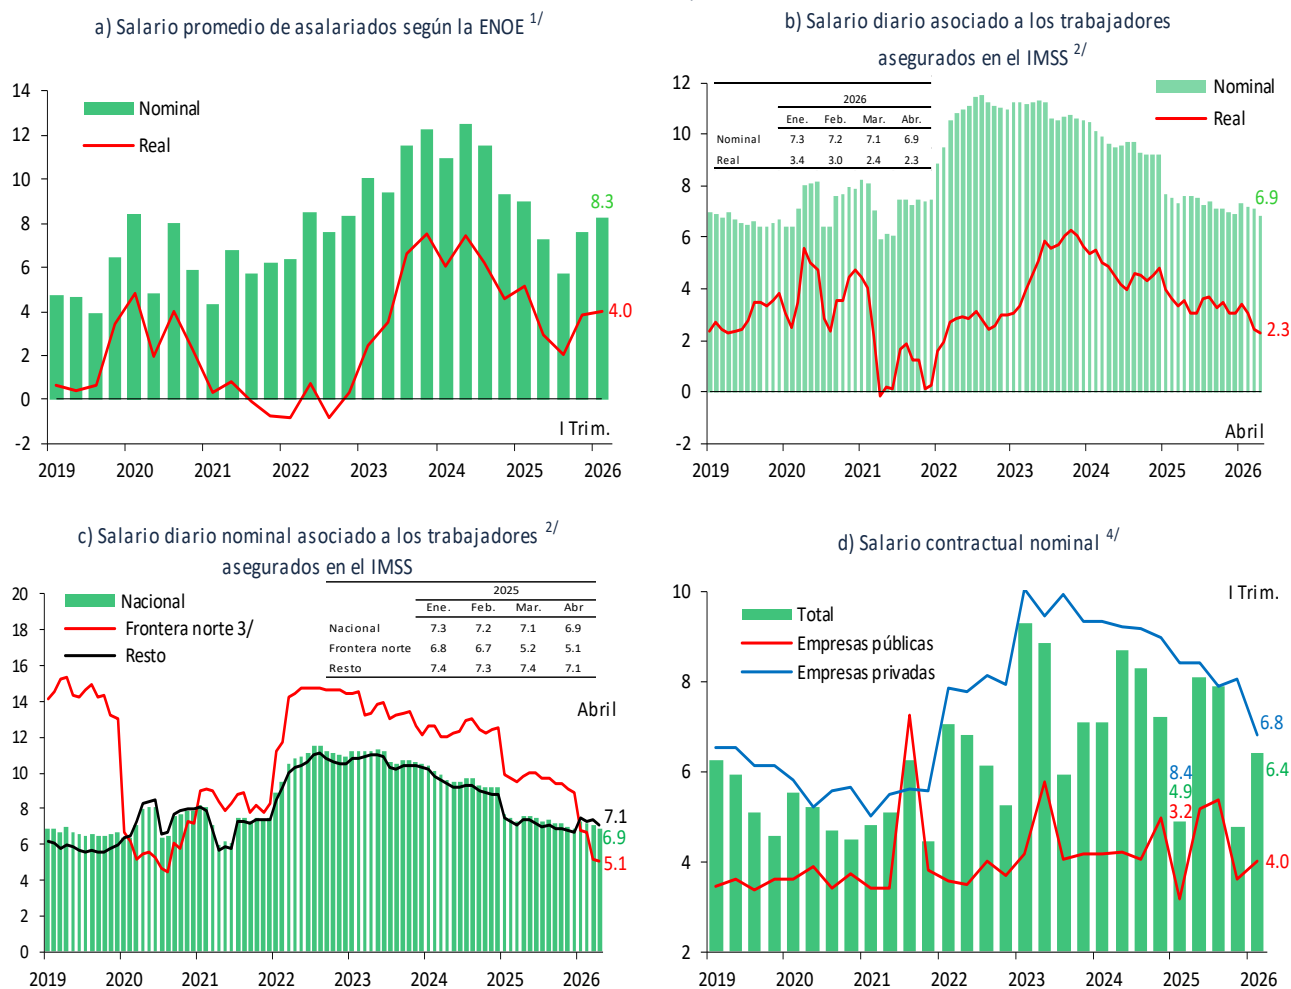 a) Salario promedio de asalariados según la ENOE 1/
14
12
10
8
6
4
2
0
-2
Nominal
Real
8.3
4.0
I Trim.
2019 2020 2021 2022 2023 2024 2025 2026
b) Salario diario asociado a los trabajadores
asegurados en el IMSS 2/
12
10
8
6
4
2
0
-2
2026
Ene. Feb. Mar. Abr.
Nominal 7.3 7.2 7.1 6.9
Real 3.4 3.0 2.4 2.3
Nominal
Real
6.9
2.3
Abril
2019 2020 2021 2022 2023 2024 2025 2026
c) Salario diario nominal asociado a los trabajadores 2/
asegurados en el IMSS
20
18
16
14
12
10
8
6
4
2
0
Nacional
Frontera norte 3/
Resto
2025
Ene. Feb. Mar. Abr
Nacional 7.3 7.2 7.1 6.9
Frontera norte 6.8 6.7 5.2 5.1
Resto 7.4 7.3 7.4 7.1
Abril
7.1
6.9
5.1
2019 2020 2021 2022 2023 2024 2025 2026
d) Salario contractual nominal 4/
10
8
6
4
2
Total
Empresas públicas
Empresas privadas
I Trim.
6.8
6.4
8.4
4.9
3.2
4.0
2019 2020 2021 2022 2023 2024 2025 2026